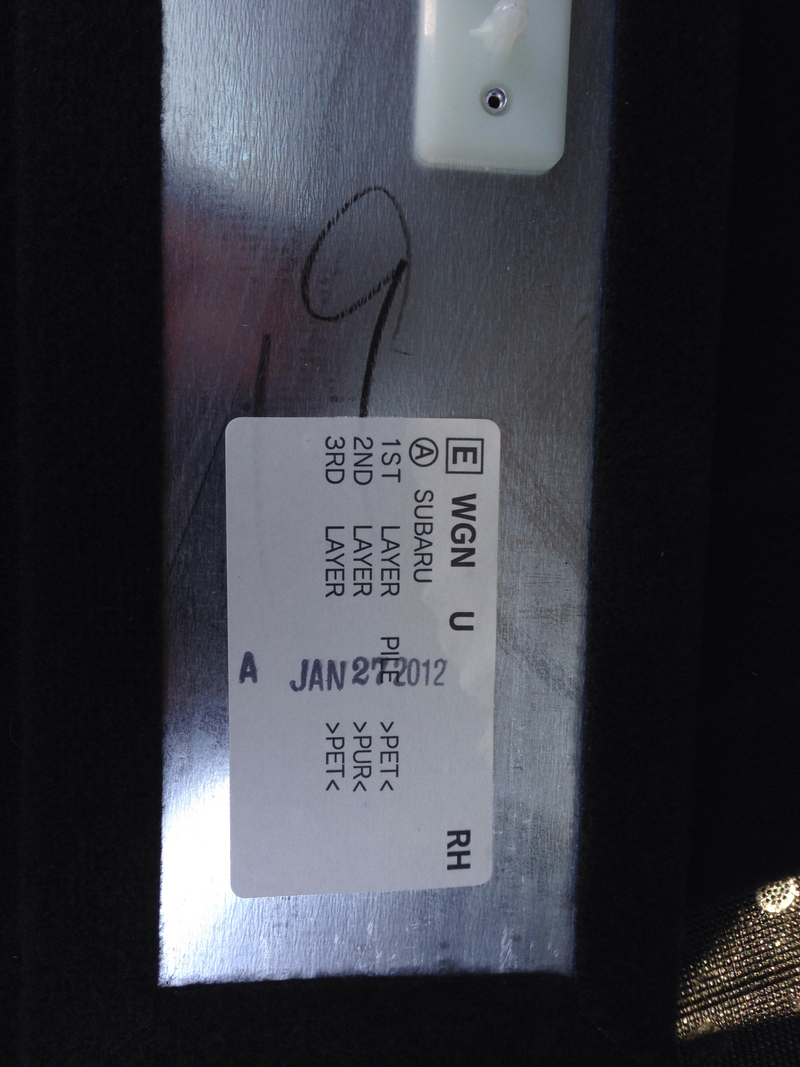 9
E WGN U RH
A SUBARU
1ST LAYER PILE >PET<
2ND LAYER >PUR<
3RD LAYER >PET<
A JAN 27 2012